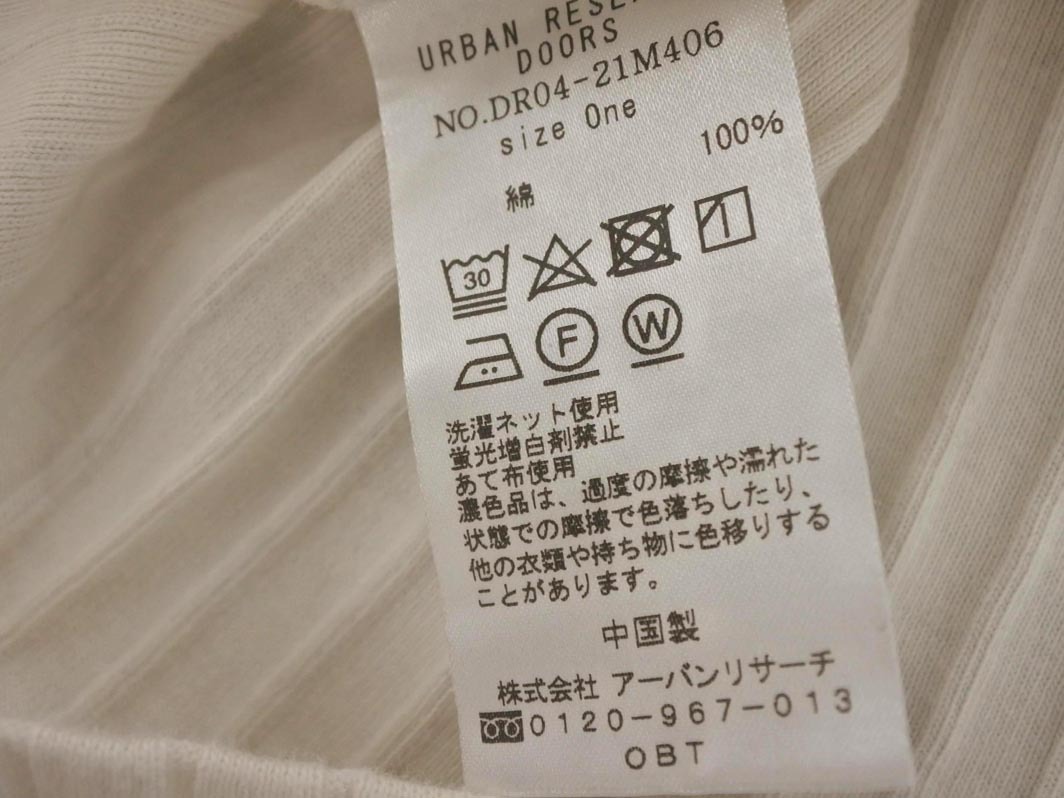 URBAN RESE
DOORS
NO.DR04-21M406
size One
綿 100%
30
F W
洗濯ネット使用
蛍光増白剤禁止
あて布使用
濃色品は、過度の摩擦や濡れた
状態での摩擦で色落ちしたり、
他の衣類や持ち物に色移りする
ことがあります。
中国製
株式会社 アーバンリサーチ
0120-967-013
OBT